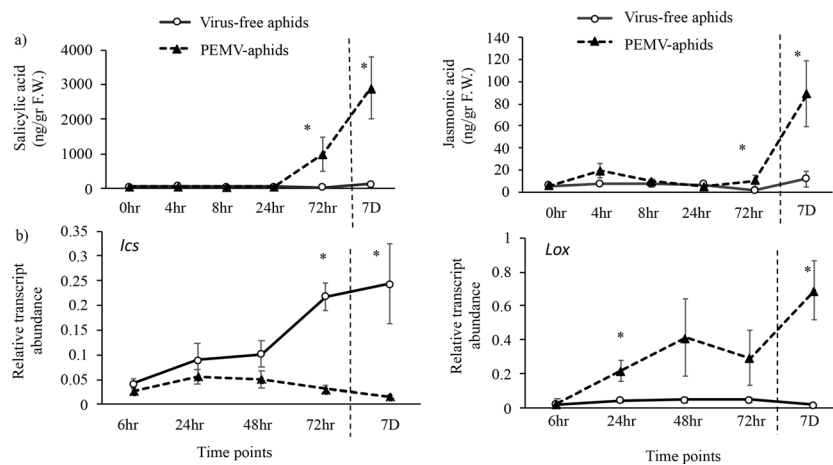 a)
Virus-free aphids
PEMV-aphids
Salicylic acid
(ng/gr F.W.)
4000
3000
2000
1000
0
*
*
0hr 4hr 8hr 24hr 72hr 7D
Virus-free aphids
PEMV-aphids
Jasmonic acid
(ng/gr F.W.)
140
120
100
80
60
40
20
0
*
*
0hr 4hr 8hr 24hr 72hr 7D
b)
Ics
Relative transcript
abundance
0.35
0.3
0.25
0.2
0.15
0.1
0.05
0
*
*
6hr 24hr 48hr 72hr 7D
Time points
Lox
Relative transcript
abundance
1
0.8
0.6
0.4
0.2
0
*
*
6hr 24hr 48hr 72hr 7D
Time points